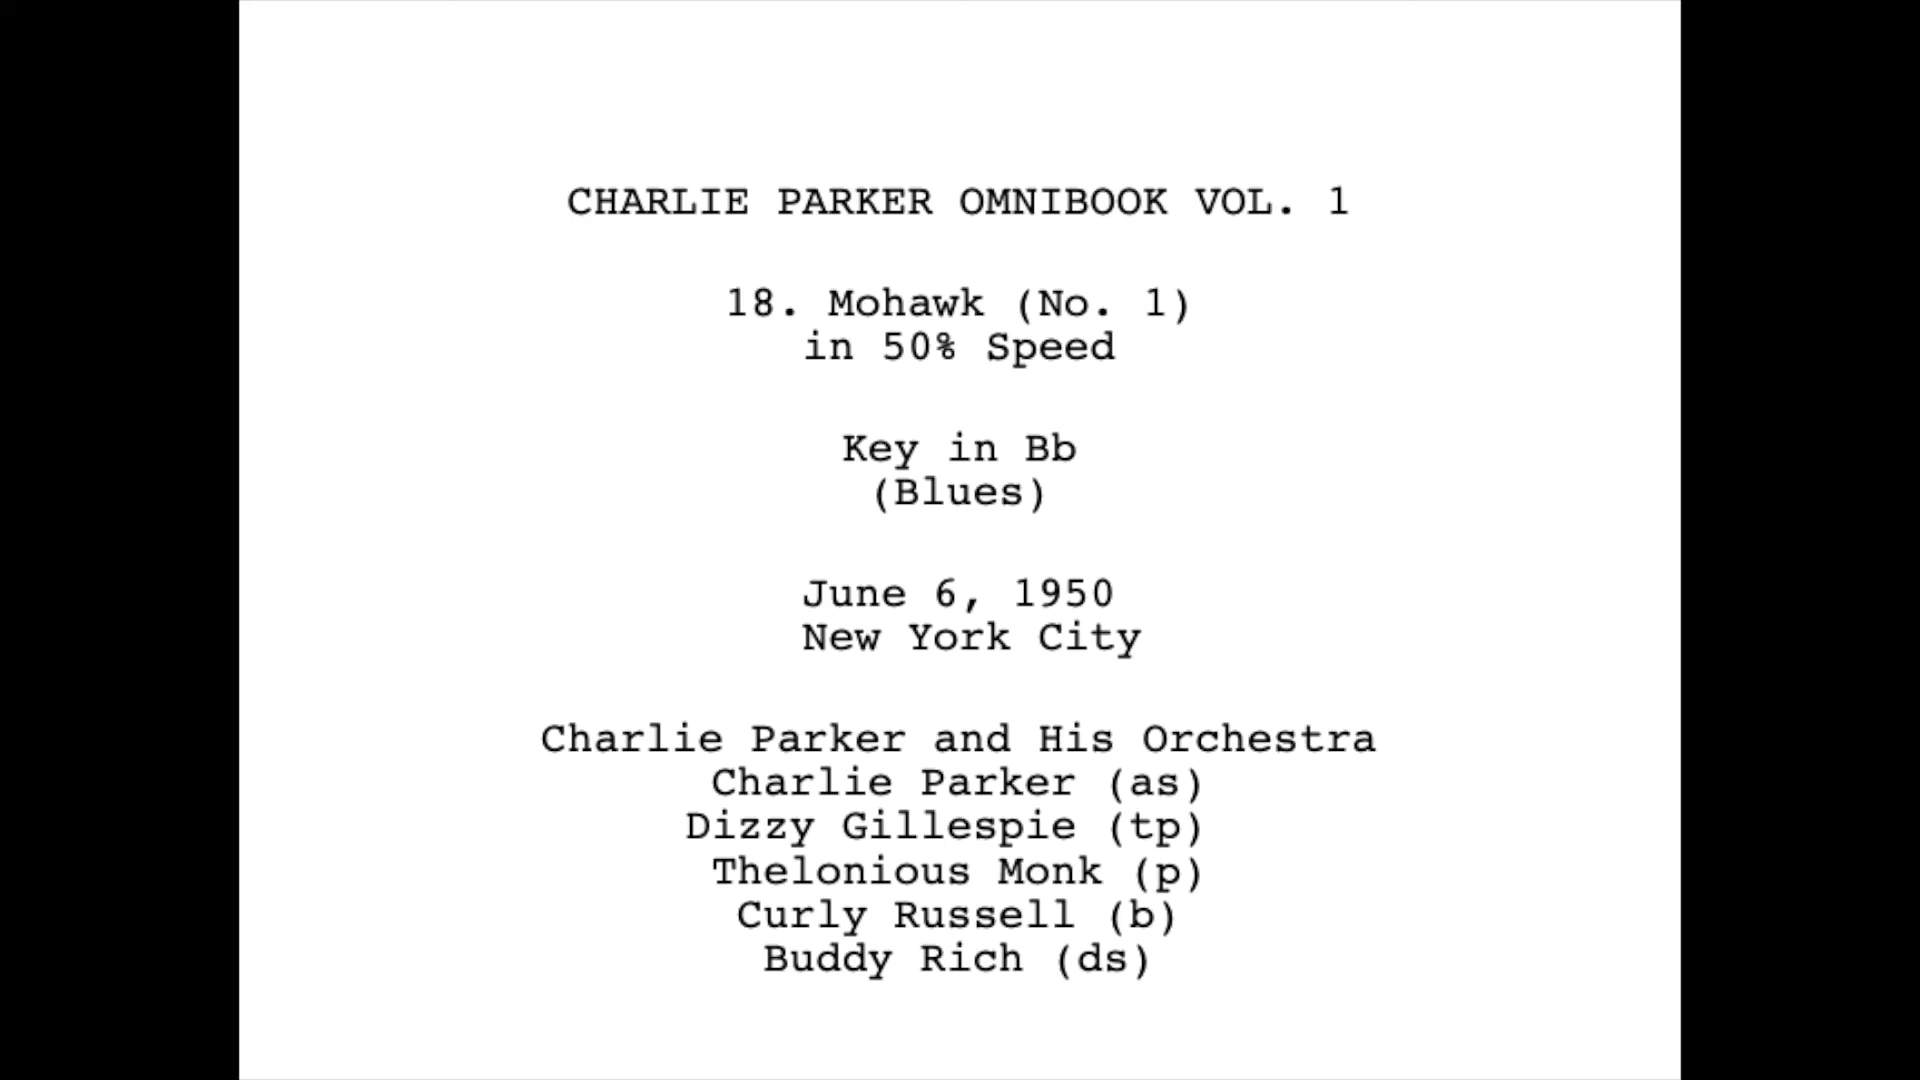 CHARLIE PARKER OMNIBOOK VOL. 1
18. Mohawk (No. 1)
in 50% Speed
Key in Bb
(Blues)
June 6, 1950
New York City
Charlie Parker and His Orchestra
Charlie Parker (as)
Dizzy Gillespie (tp)
Thelonious Monk (p)
Curly Russell (b)
Buddy Rich (ds)